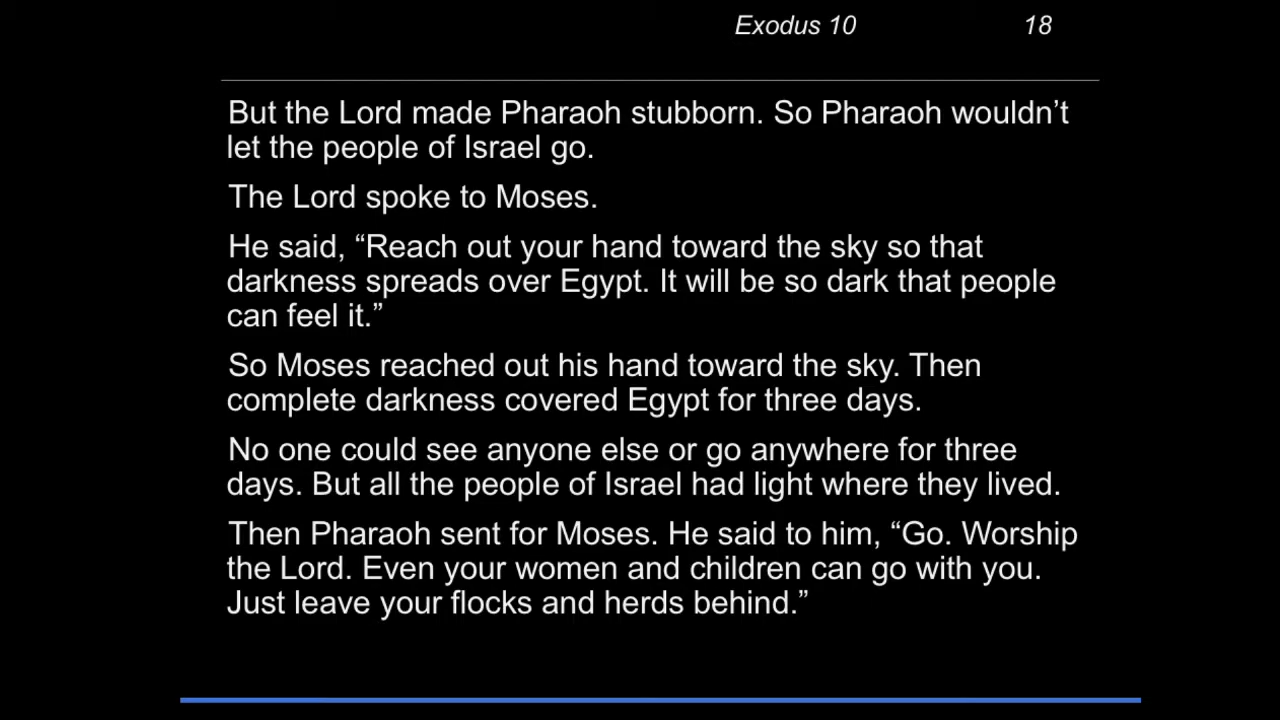 Exodus 10 18
But the Lord made Pharaoh stubborn. So Pharaoh wouldn’t
let the people of Israel go.
The Lord spoke to Moses.
He said, “Reach out your hand toward the sky so that
darkness spreads over Egypt. It will be so dark that people
can feel it.”
So Moses reached out his hand toward the sky. Then
complete darkness covered Egypt for three days.
No one could see anyone else or go anywhere for three
days. But all the people of Israel had light where they lived.
Then Pharaoh sent for Moses. He said to him, “Go. Worship
the Lord. Even your women and children can go with you.
Just leave your flocks and herds behind.”